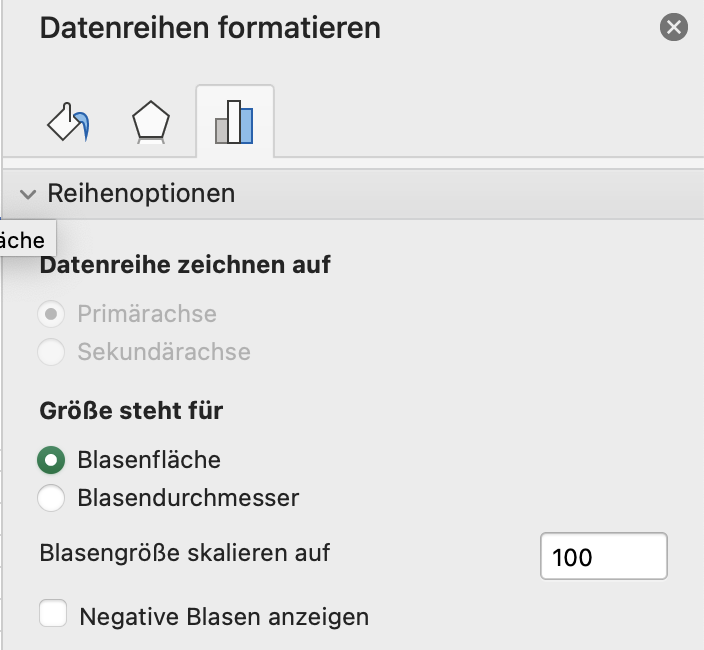 Datenreihen formatieren
Reihenoptionen
äche
Datenreihe zeichnen auf
Primärachse
Sekundärachse
Größe steht für
Blasenfläche
Blasendurchmesser
Blasengröße skalieren auf
100
Negative Blasen anzeigen